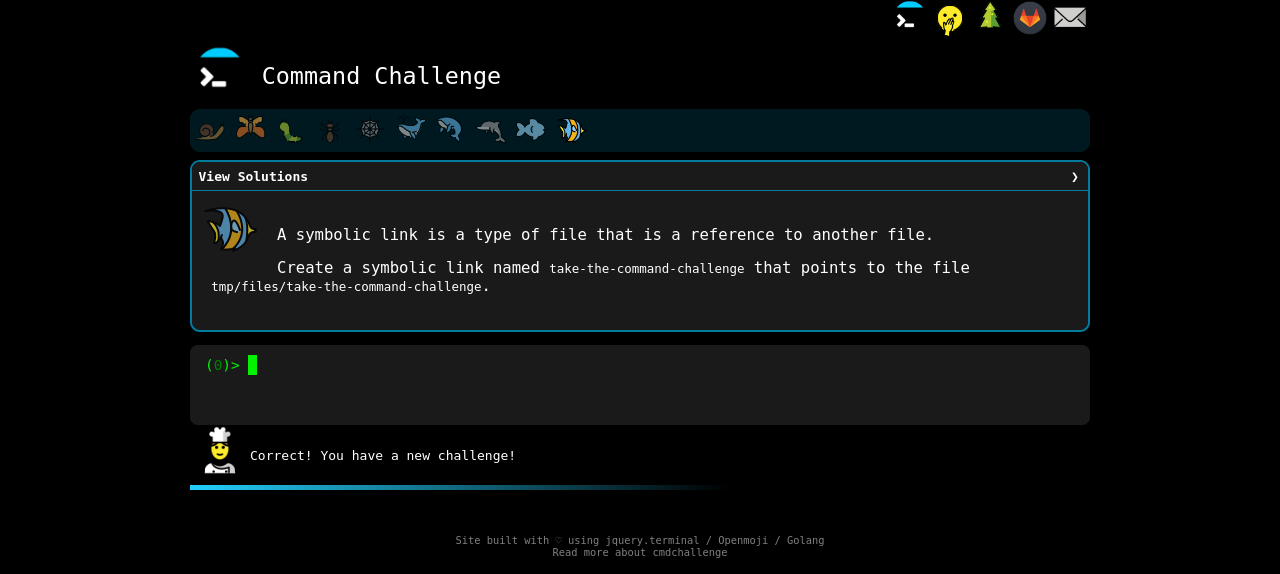 Command Challenge
View Solutions ❯
A symbolic link is a type of file that is a reference to another file.
Create a symbolic link named take-the-command-challenge that points to the file
tmp/files/take-the-command-challenge.
(0)>
Correct! You have a new challenge!
Site built with ♡ using jquery.terminal / Openmoji / Golang
Read more about cmdchallenge